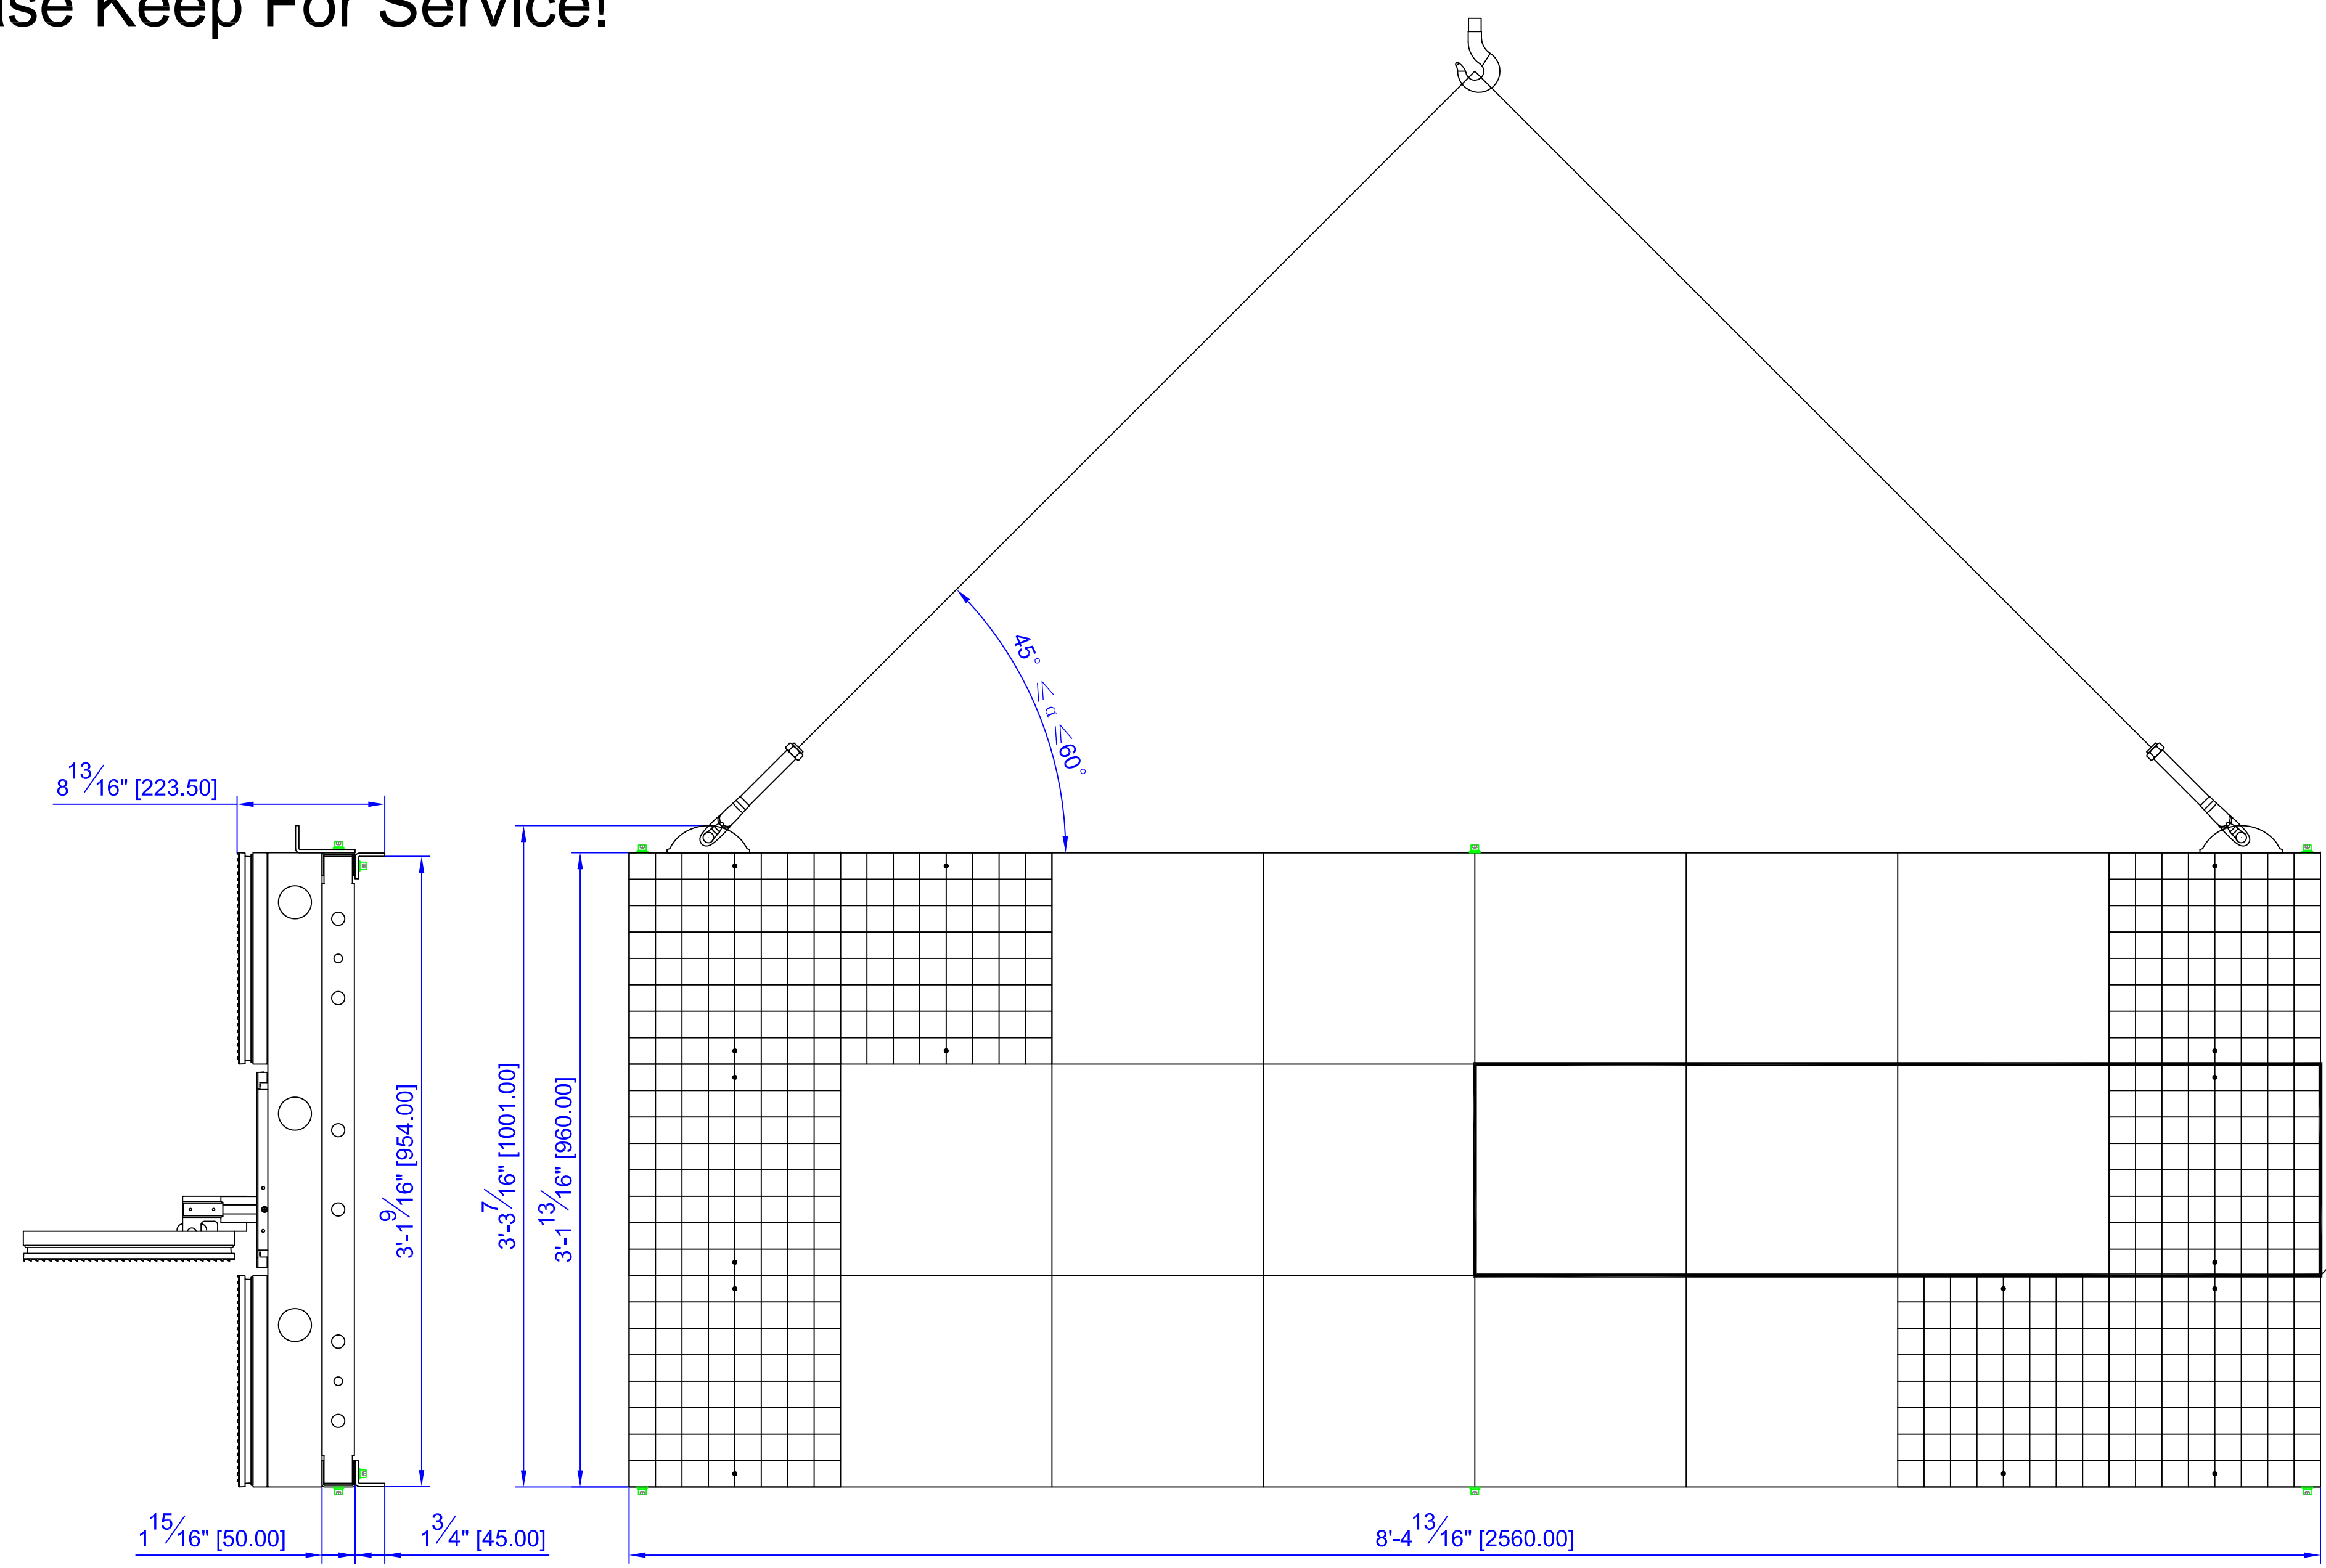 ase Keep For Service!
45° ≤ α ≤60°
8 13/16" [223.50]
3'-1 9/16" [954.00]
3'-3 7/16" [1001.00]
3'-1 13/16" [960.00]
1 15/16" [50.00]
1 3/4" [45.00]
8'-4 13/16" [2560.00]